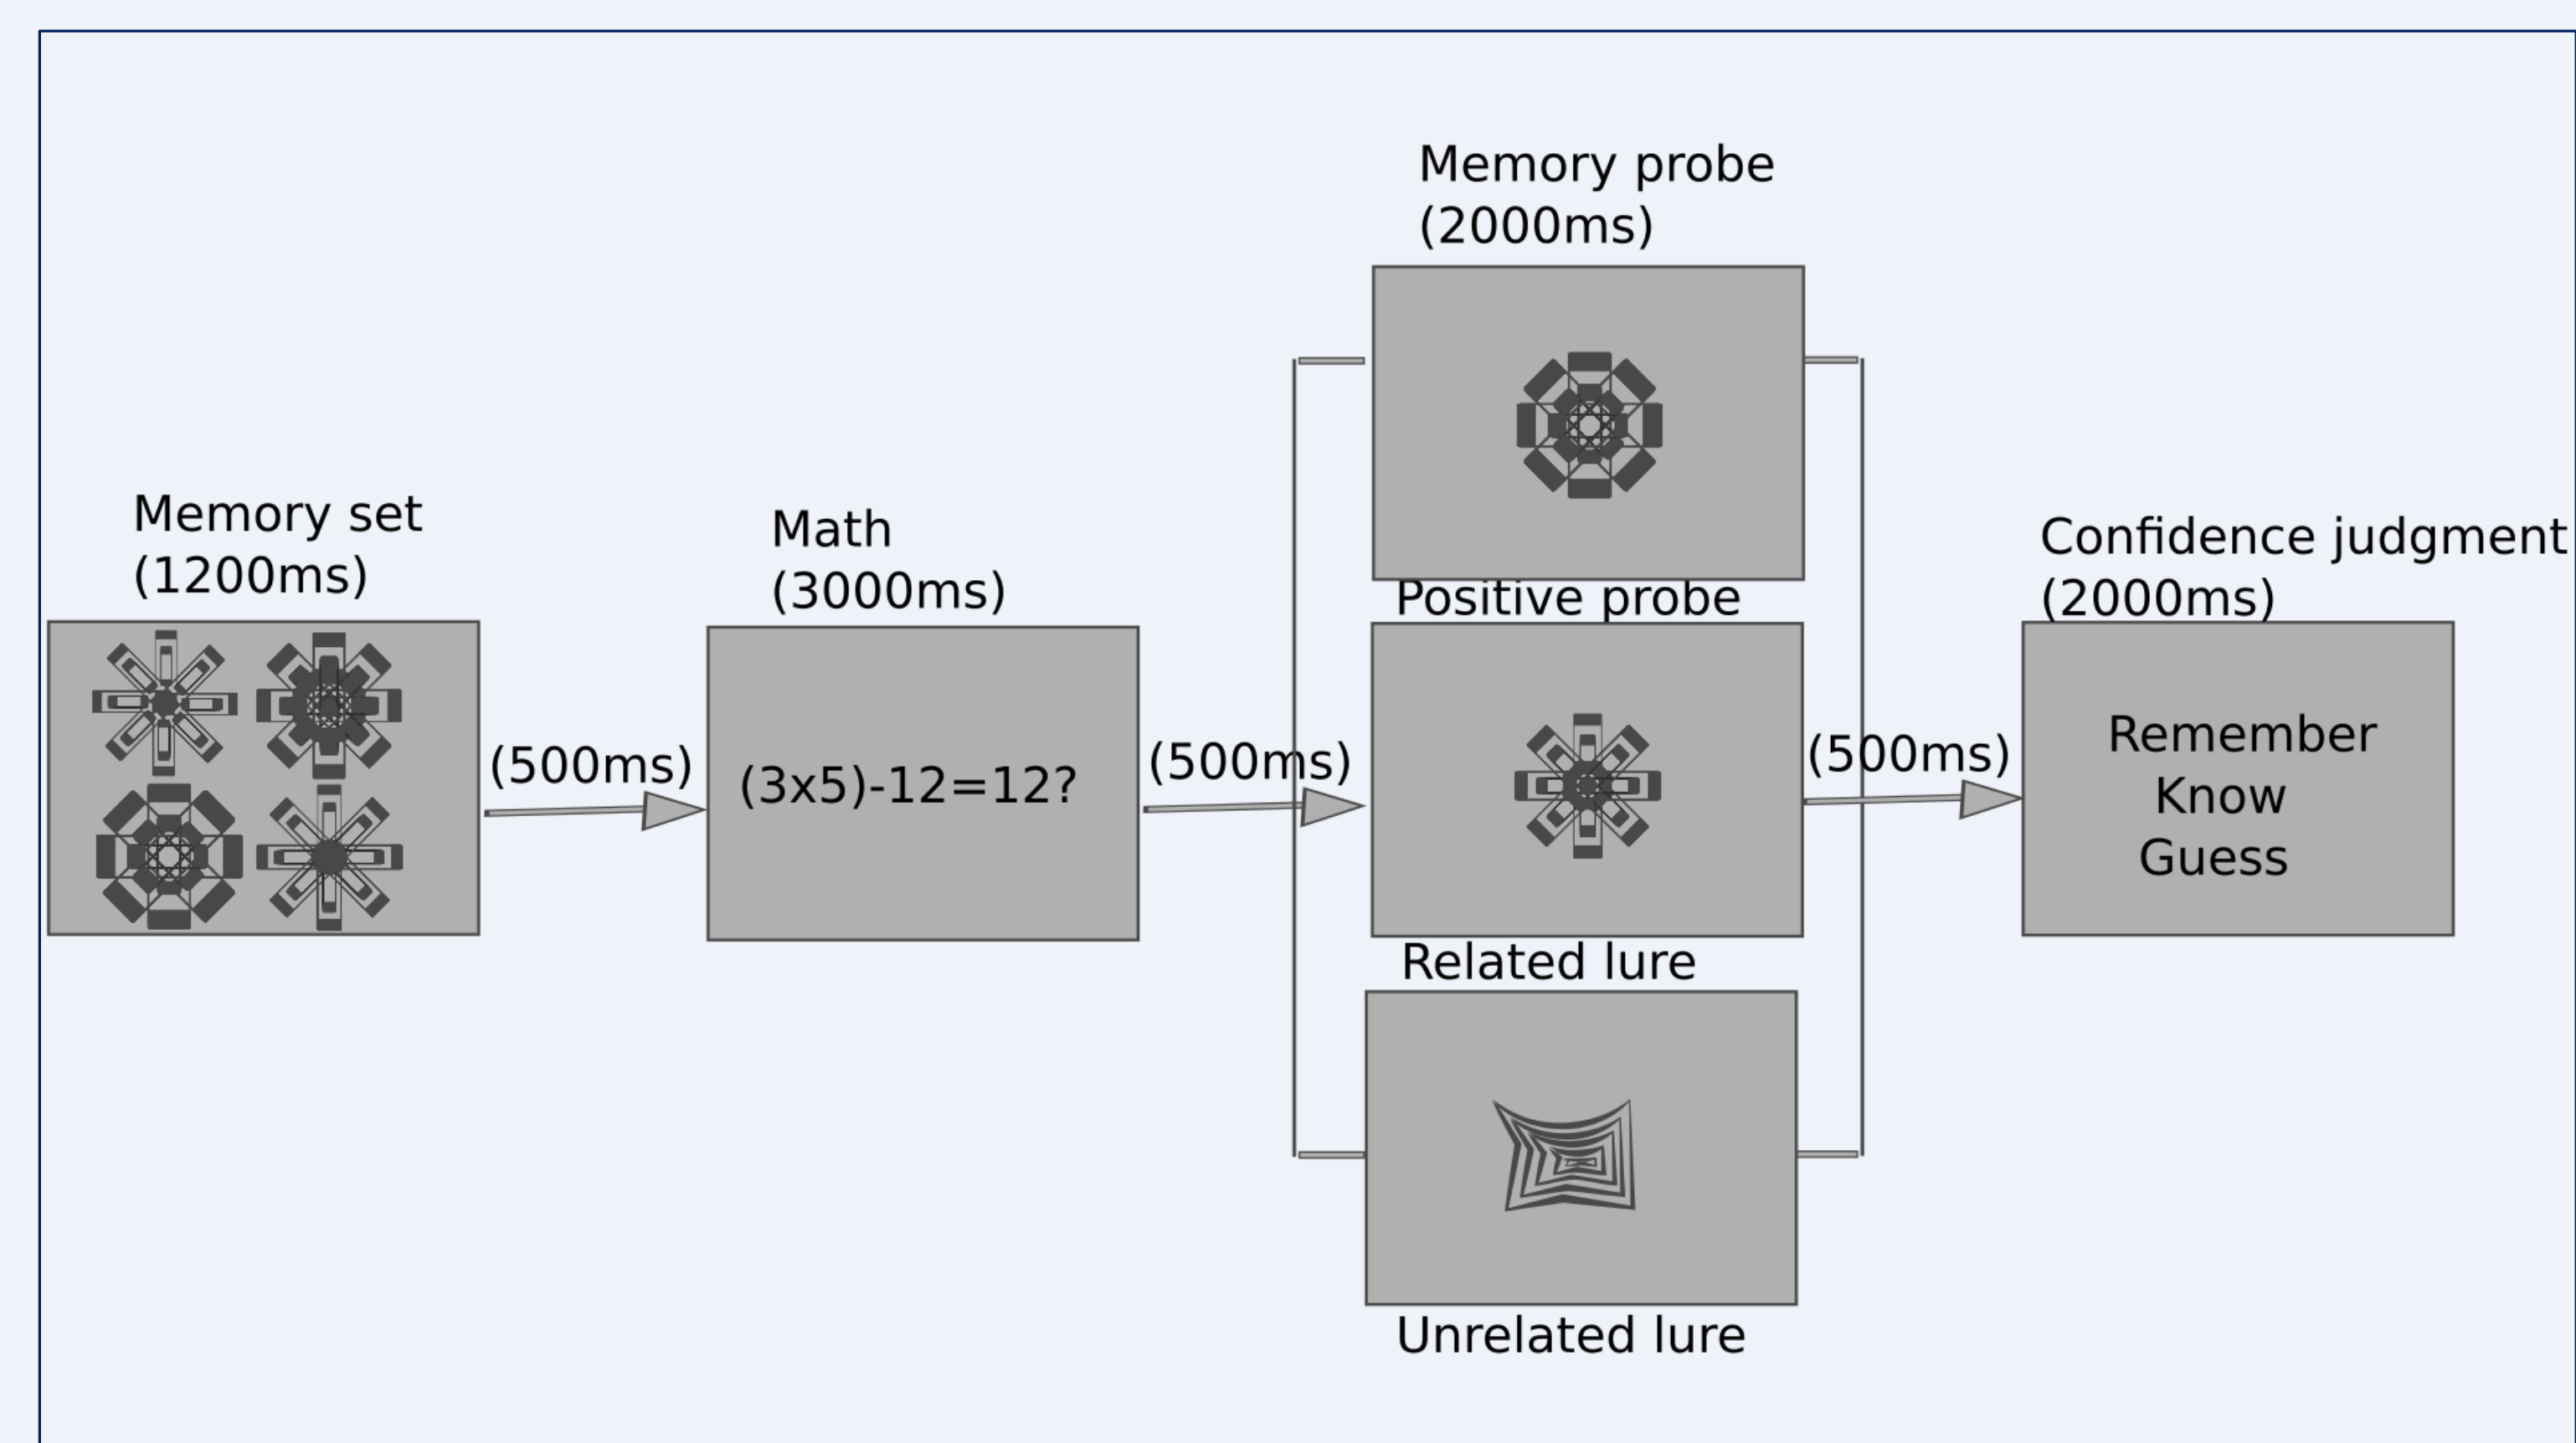 Memory set
(1200ms)
(500ms)
Math
(3000ms)
(3x5)-12=12?
(500ms)
Memory probe
(2000ms)
Positive probe
Related lure
Unrelated lure
(500ms)
Confidence judgment
(2000ms)
Remember
Know
Guess